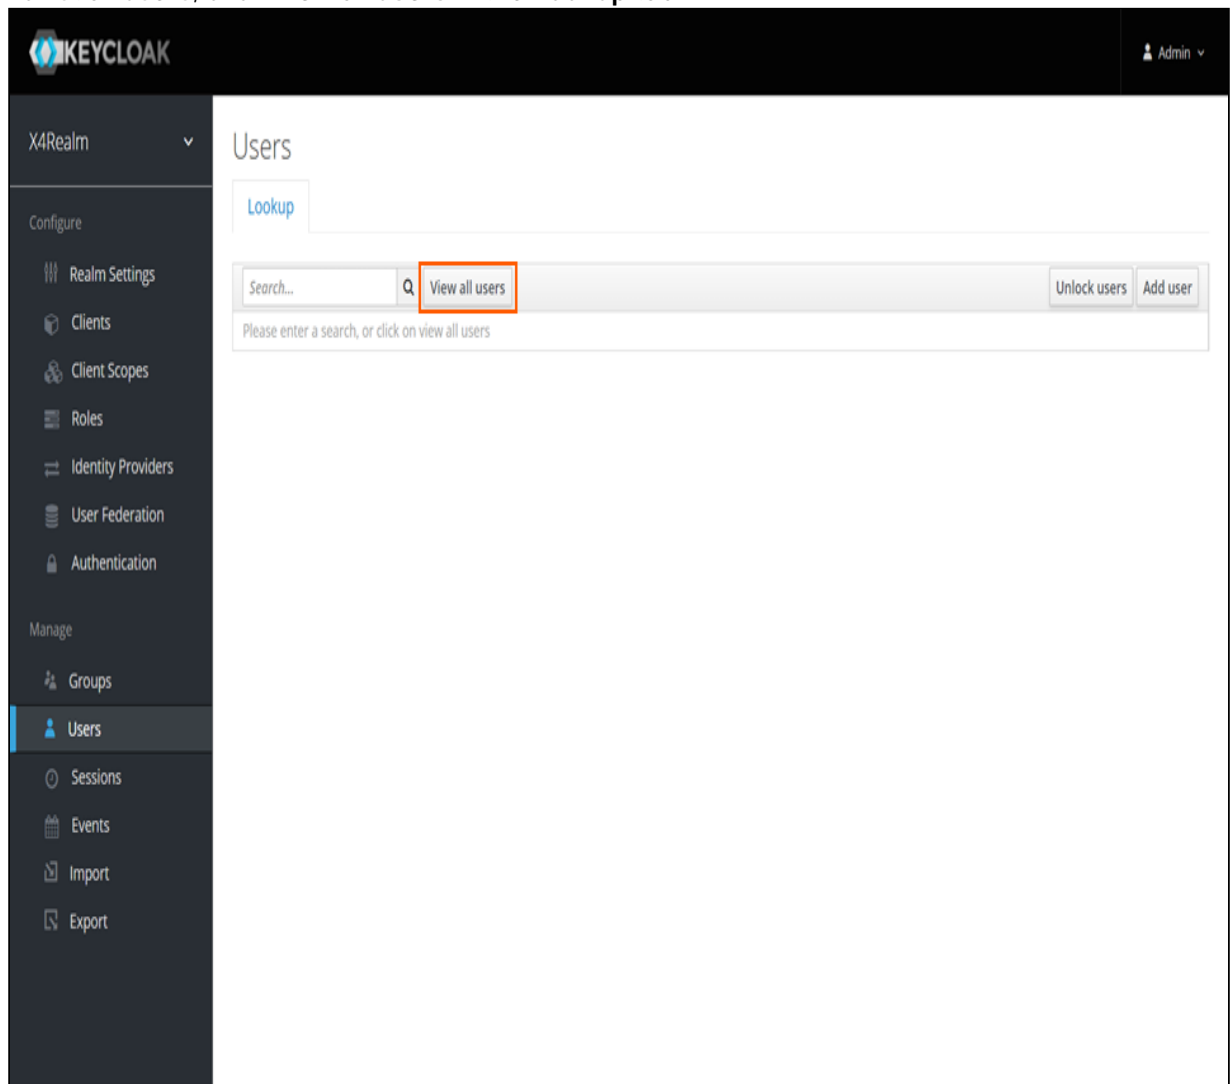 KEYCLOAK
Admin
X4Realm
Users
Lookup
Configure
Realm Settings
Search...
View all users
Unlock users
Add user
Please enter a search, or click on view all users
Clients
Client Scopes
Roles
Identity Providers
User Federation
Authentication
Manage
Groups
Users
Sessions
Events
Import
Export